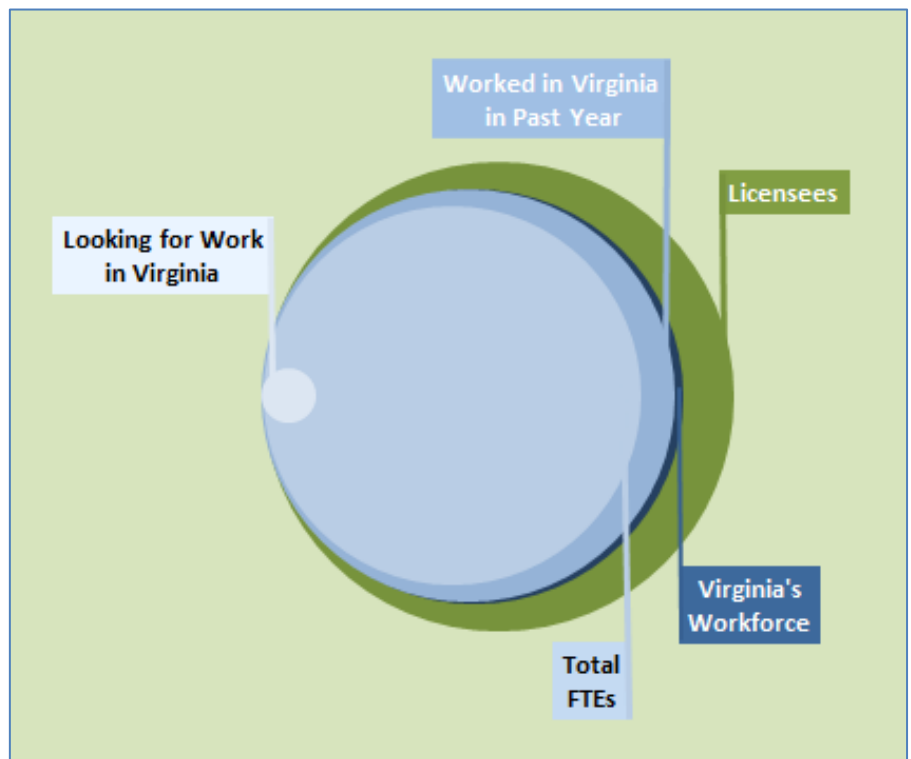 Worked in Virginia
in Past Year
Licensees
Looking for Work
in Virginia
Virginia's
Workforce
Total
FTEs